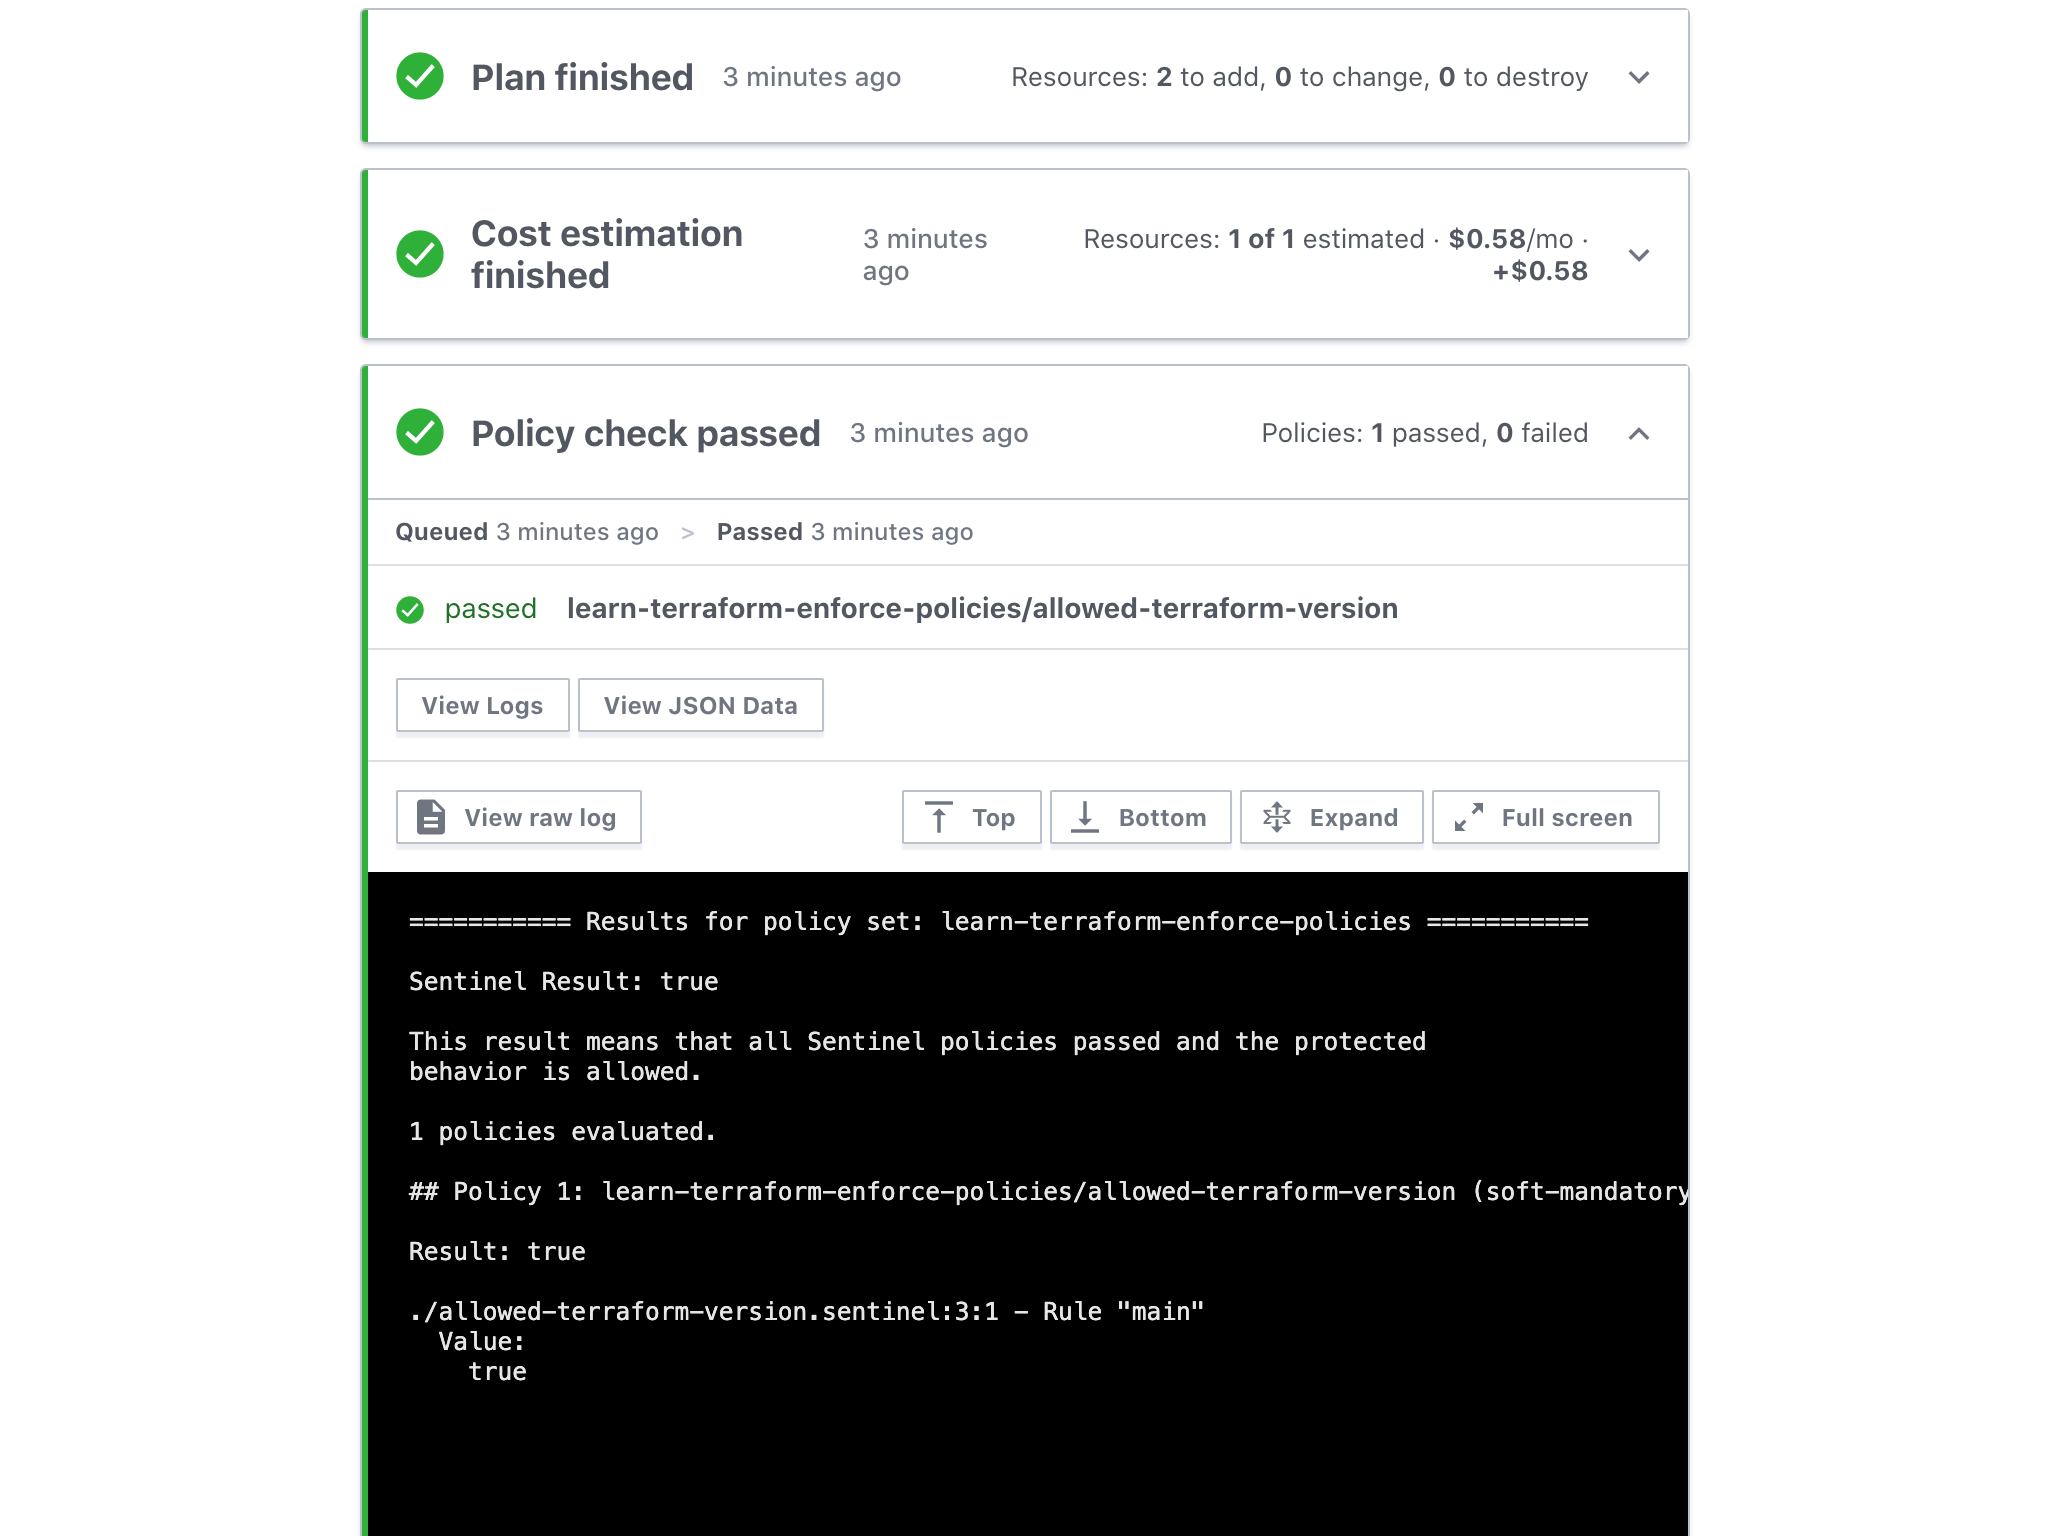 Plan finished 3 minutes ago Resources: 2 to add, 0 to change, 0 to destroy
Cost estimation
finished
3 minutes
ago
Resources: 1 of 1 estimated · $0.58/mo ·
+$0.58
Policy check passed 3 minutes ago Policies: 1 passed, 0 failed
Queued 3 minutes ago > Passed 3 minutes ago
passed learn-terraform-enforce-policies/allowed-terraform-version
View Logs View JSON Data
View raw log Top Bottom Expand Full screen
=========== Results for policy set: learn-terraform-enforce-policies ===========
Sentinel Result: true
This result means that all Sentinel policies passed and the protected
behavior is allowed.
1 policies evaluated.
## Policy 1: learn-terraform-enforce-policies/allowed-terraform-version (soft-mandatory
Result: true
./allowed-terraform-version.sentinel:3:1 - Rule "main"
Value:
true